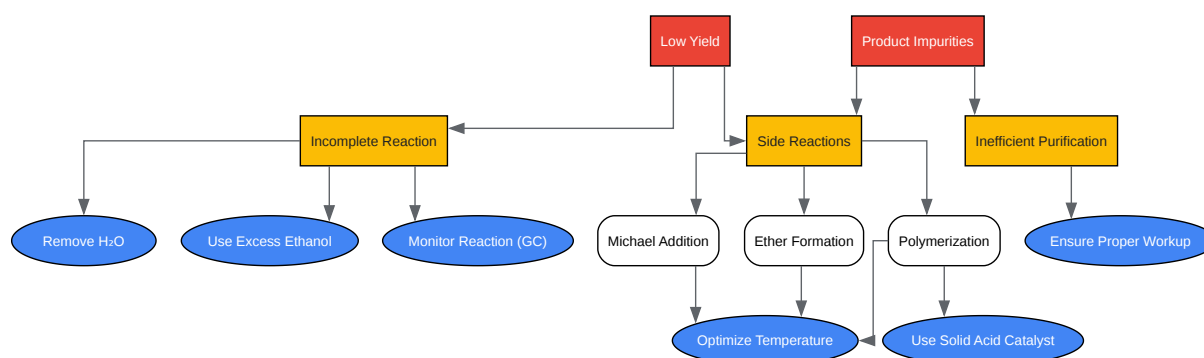 Low Yield
Product Impurities
Incomplete Reaction
Side Reactions
Inefficient Purification
Remove H₂O
Use Excess Ethanol
Monitor Reaction (GC)
Michael Addition
Ether Formation
Polymerization
Ensure Proper Workup
Optimize Temperature
Use Solid Acid Catalyst